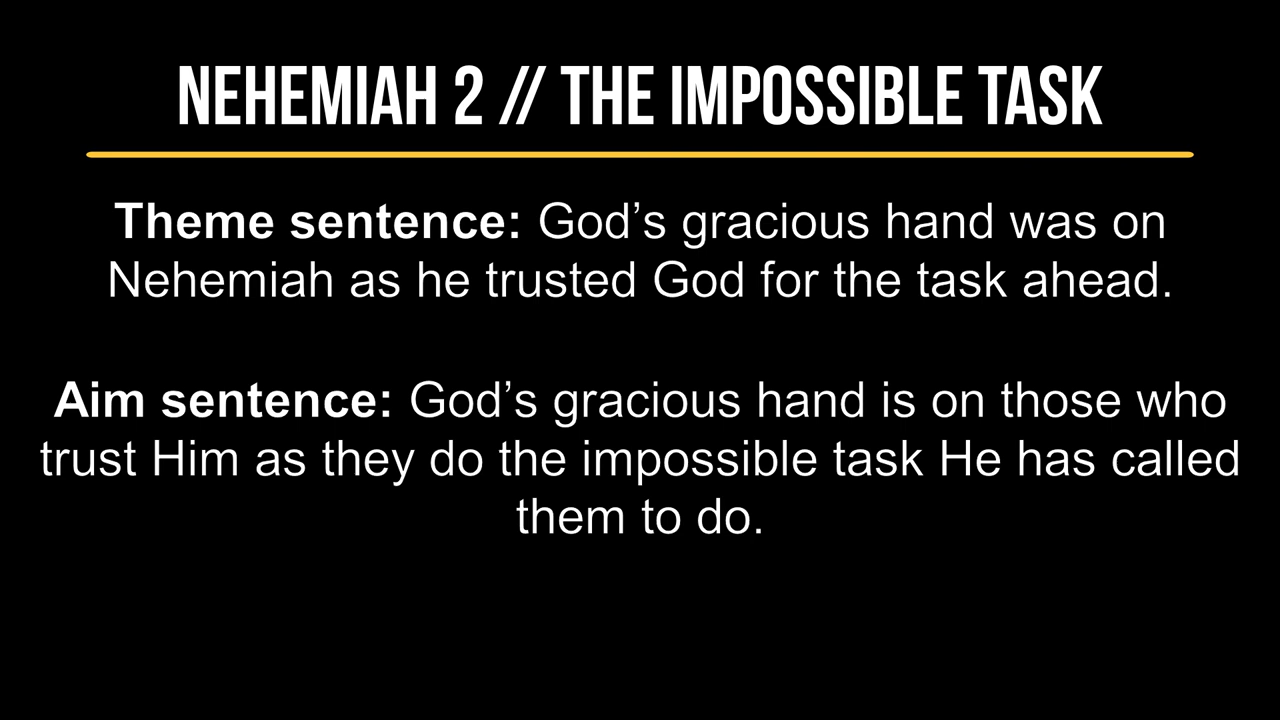 NEHEMIAH 2 // THE IMPOSSIBLE TASK
Theme sentence: God’s gracious hand was on
Nehemiah as he trusted God for the task ahead.
Aim sentence: God’s gracious hand is on those who
trust Him as they do the impossible task He has called
them to do.